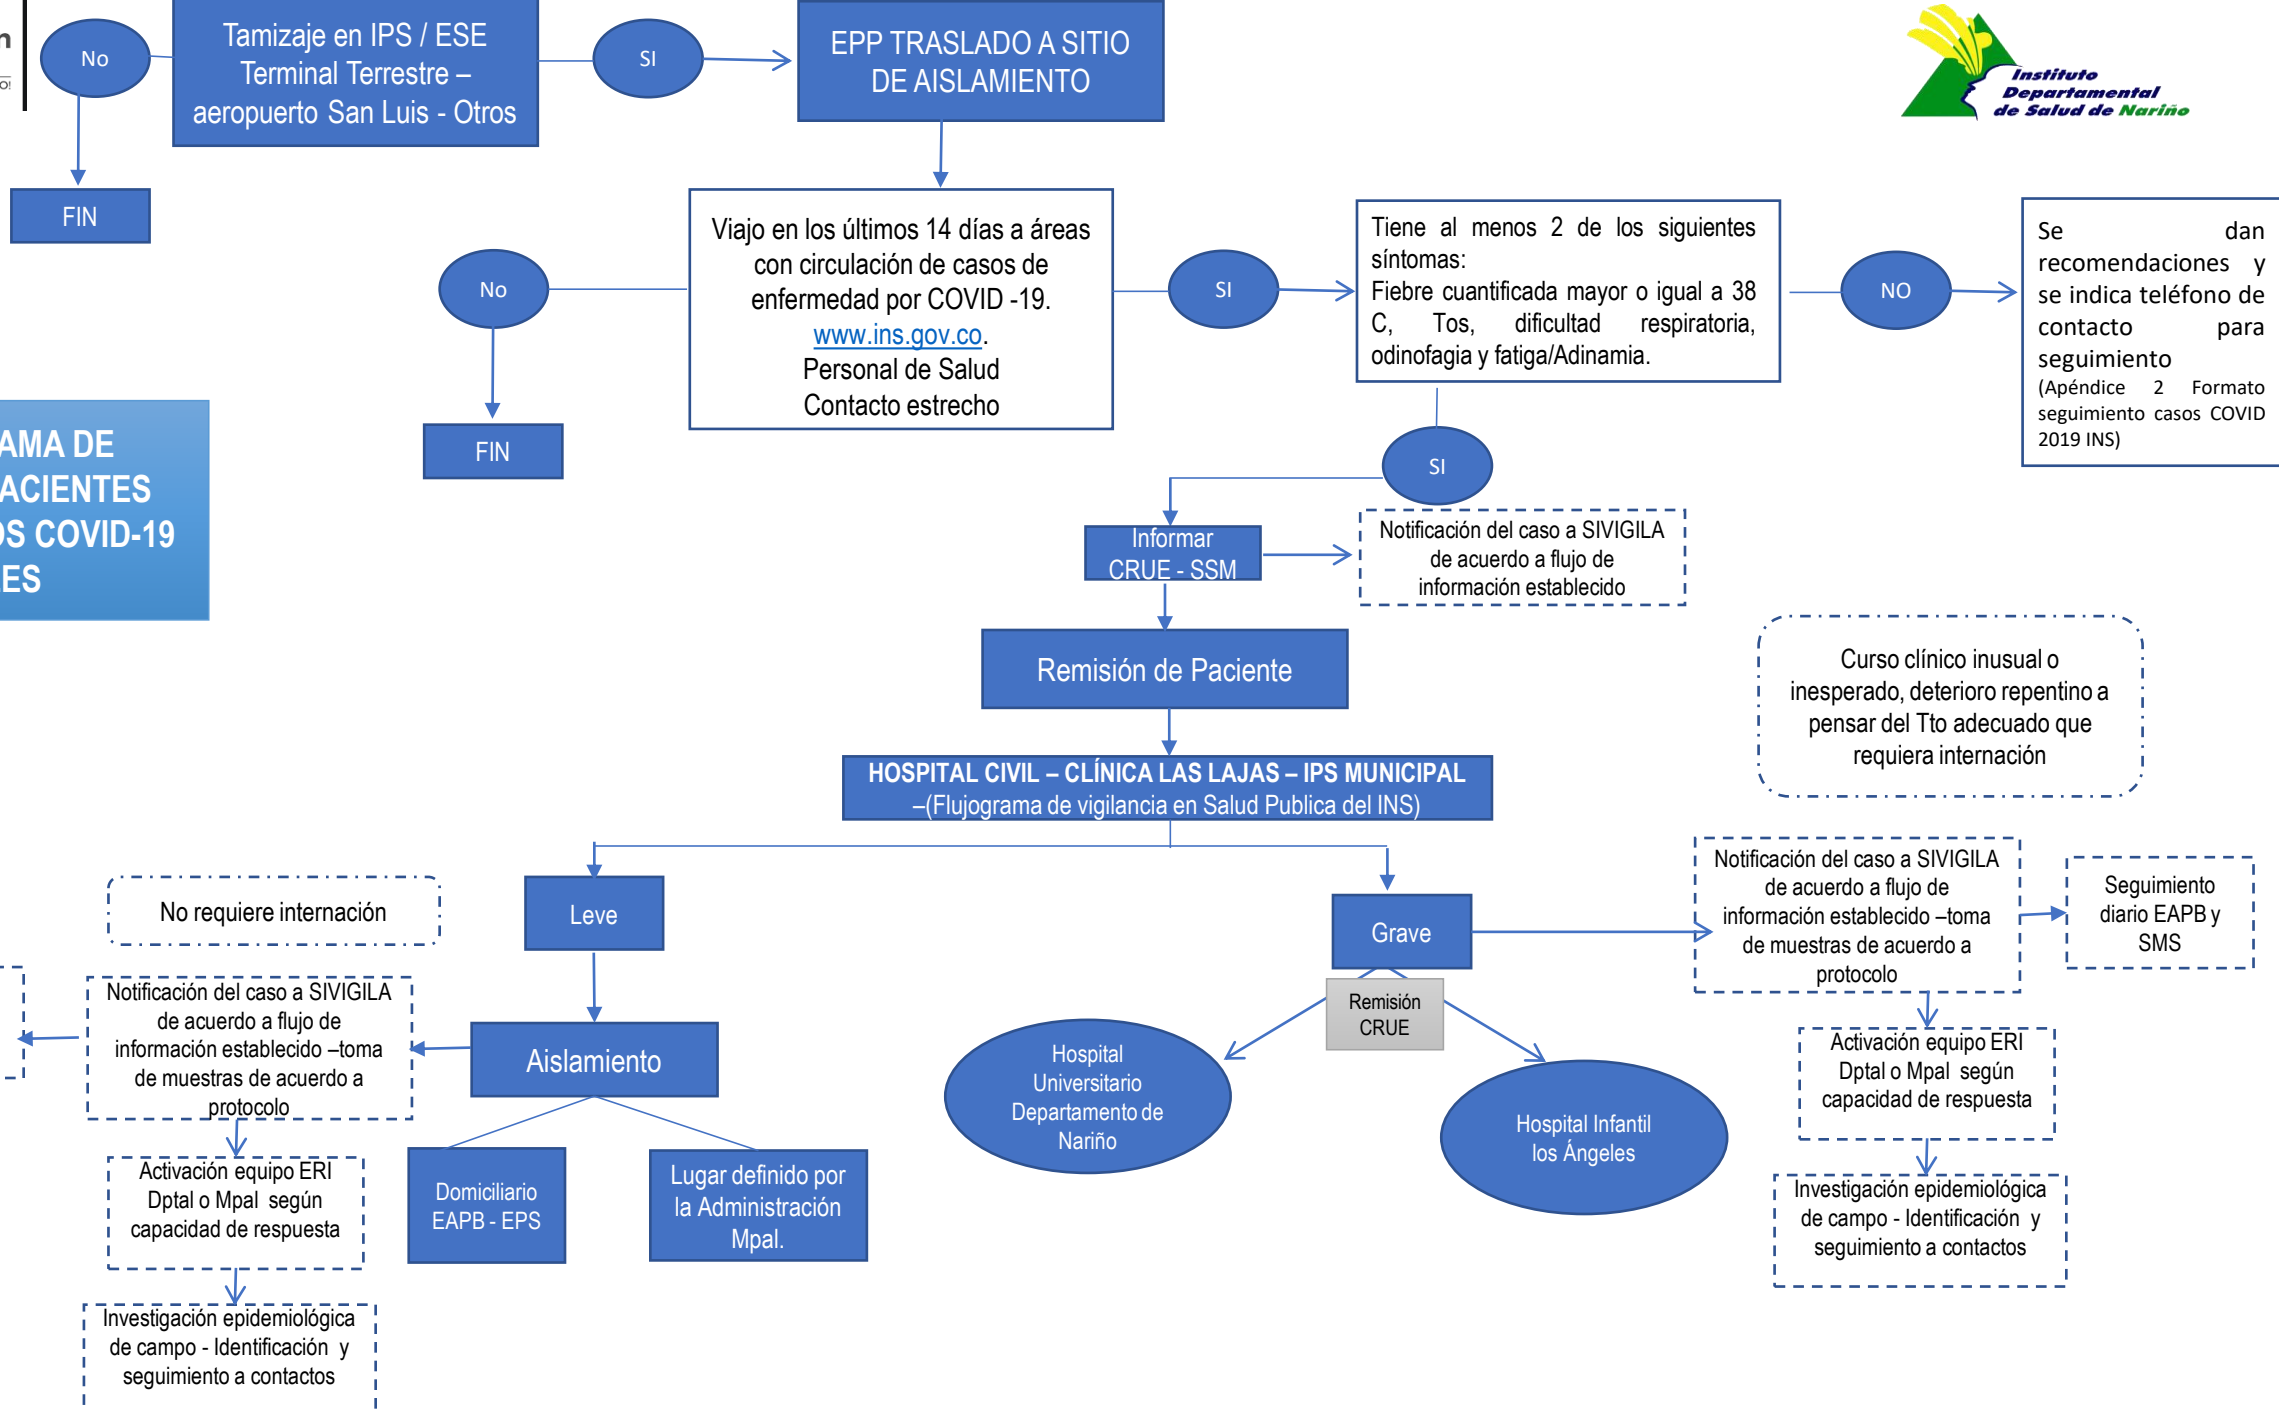 No
Tamizaje en IPS / ESE
Terminal Terrestre –
aeropuerto San Luis - Otros
SI
EPP TRASLADO A SITIO
DE AISLAMIENTO
Instituto
Departamental
de Salud de Nariño
FIN
Viajo en los últimos 14 días a áreas
con circulación de casos de
enfermedad por COVID -19.
www.ins.gov.co.
Personal de Salud
Contacto estrecho
No
FIN
SI
Tiene al menos 2 de los siguientes
síntomas:
Fiebre cuantificada mayor o igual a 38
C, Tos, dificultad respiratoria,
odinofagia y fatiga/Adinamia.
NO
Se dan
recomendaciones y
se indica teléfono de
contacto para
seguimiento
(Apéndice 2 Formato
seguimiento casos COVID
2019 INS)
AMA DE
ACIENTES
OS COVID-19
ES
SI
Informar
CRUE - SSM
Notificación del caso a SIVIGILA
de acuerdo a flujo de
información establecido
Remisión de Paciente
Curso clínico inusual o
inesperado, deterioro repentino a
pensar del Tto adecuado que
requiera internación
HOSPITAL CIVIL – CLÍNICA LAS LAJAS – IPS MUNICIPAL
–(Flujograma de vigilancia en Salud Publica del INS)
No requiere internación
Leve
Grave
Notificación del caso a SIVIGILA
de acuerdo a flujo de
información establecido –toma
de muestras de acuerdo a
protocolo
Seguimiento
diario EAPB y
SMS
Notificación del caso a SIVIGILA
de acuerdo a flujo de
información establecido –toma
de muestras de acuerdo a
protocolo
Aislamiento
Remisión
CRUE
Hospital
Universitario
Departamento de
Nariño
Hospital Infantil
los Ángeles
Activación equipo ERI
Dptal o Mpal según
capacidad de respuesta
Activación equipo ERI
Dptal o Mpal según
capacidad de respuesta
Domiciliario
EAPB - EPS
Lugar definido por
la Administración
Mpal.
Investigación epidemiológica
de campo - Identificación y
seguimiento a contactos
Investigación epidemiológica
de campo - Identificación y
seguimiento a contactos